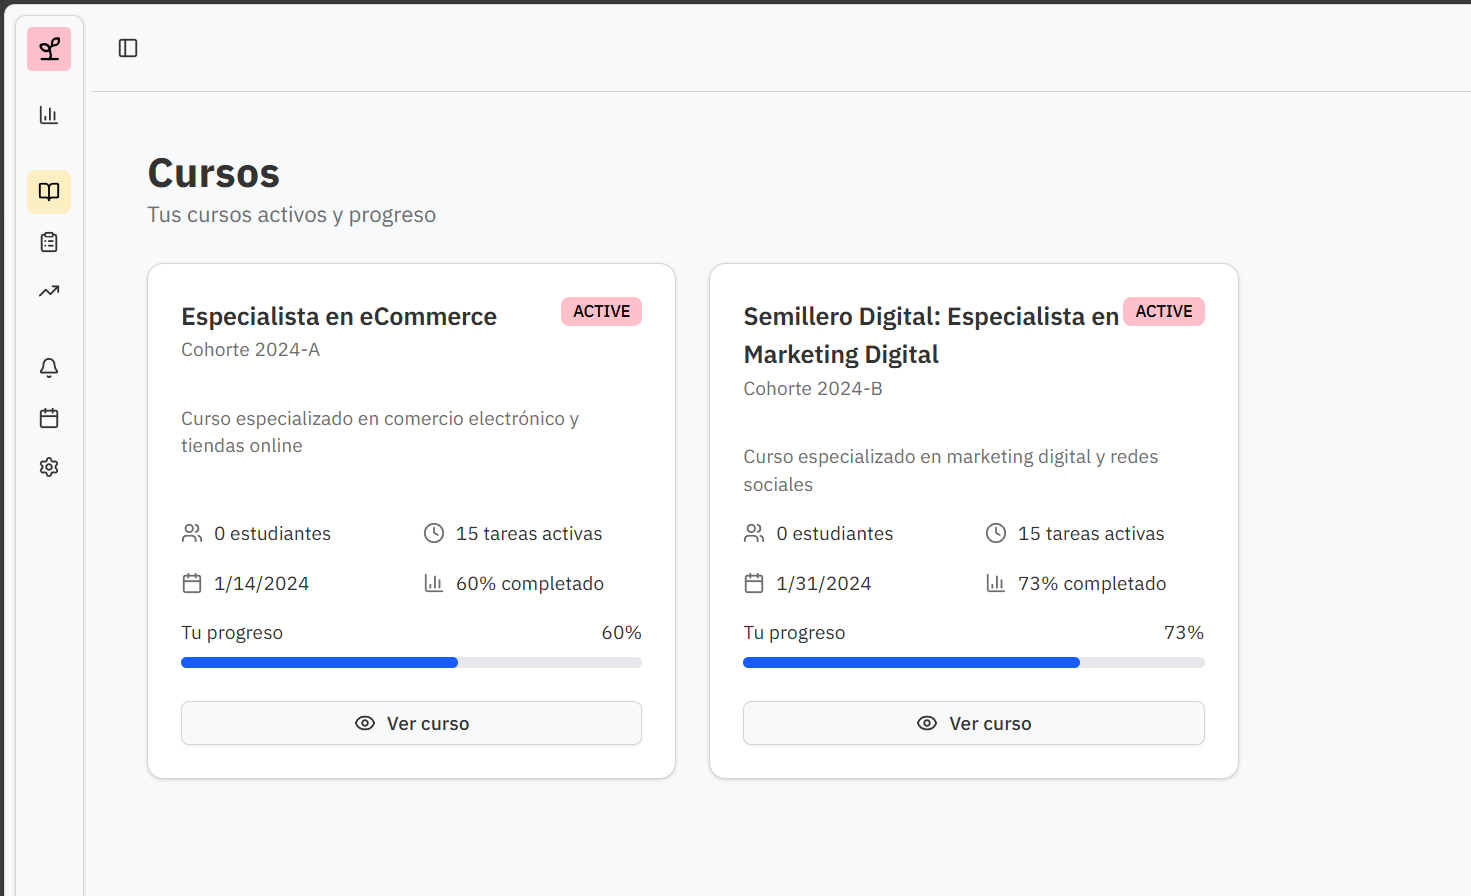 Cursos
Tus cursos activos y progreso
Especialista en eCommerce
ACTIVE
Cohorte 2024-A
Curso especializado en comercio electrónico y
tiendas online
0 estudiantes
15 tareas activas
1/14/2024
60% completado
Tu progreso
60%
Ver curso
Semillero Digital: Especialista en
Marketing Digital
ACTIVE
Cohorte 2024-B
Curso especializado en marketing digital y redes
sociales
0 estudiantes
15 tareas activas
1/31/2024
73% completado
Tu progreso
73%
Ver curso